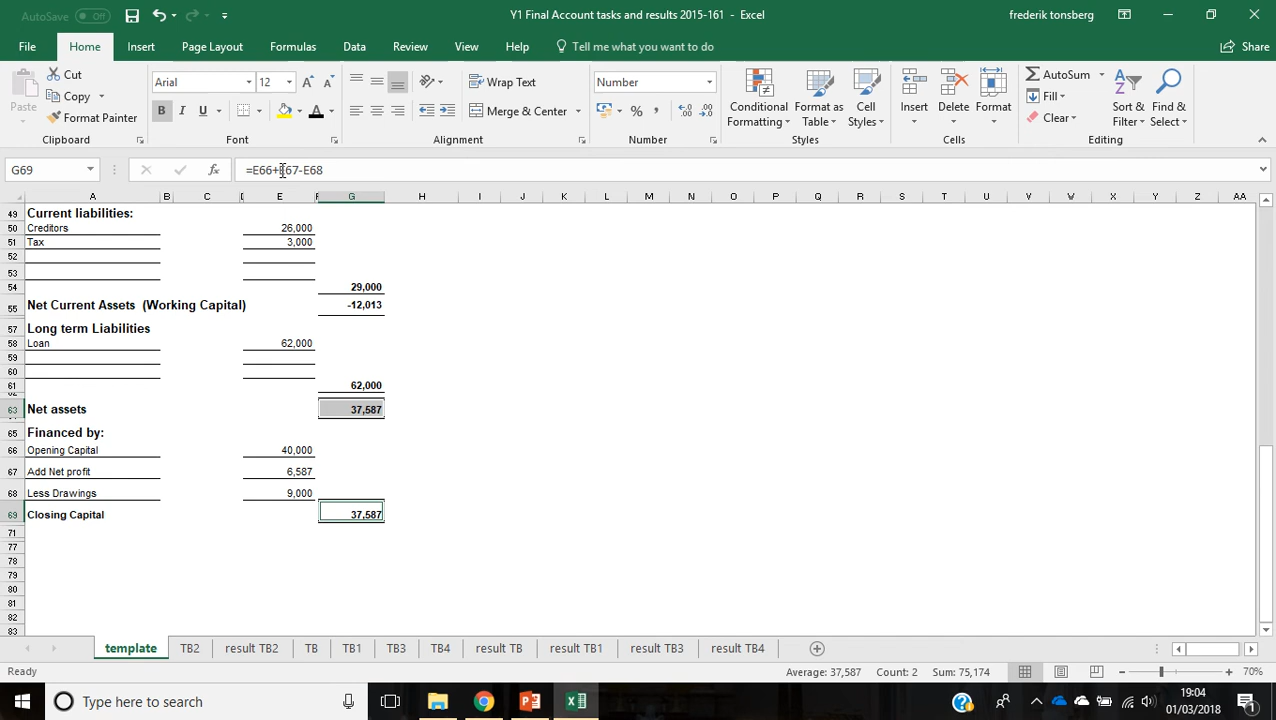 AutoSave Off
Y1 Final Account tasks and results 2015-161 - Excel
frederik tonsberg
File Home Insert Page Layout Formulas Data Review View Help Tell me what you want to do Share
Paste Cut Copy Format Painter Clipboard
Arial 12 B I U A Font
Wrap Text Merge & Center Alignment
Number % , Number
Conditional Formatting Format as Table Cell Styles Styles
Insert Delete Format Cells
AutoSum Fill Clear Sort & Filter Find & Select Editing
G69 fx =E66+E67-E68
A B C E G H I J K L M N O P Q R S T U V W X Y Z AA
49 Current liabilities:
50 Creditors 26,000
51 Tax 3,000
52
53
54 29,000
55 Net Current Assets (Working Capital) -12,013
57 Long term Liabilities
58 Loan 62,000
59
60
61 62,000
63 Net assets 37,587
65 Financed by:
66 Opening Capital 40,000
67 Add Net profit 6,587
68 Less Drawings 9,000
69 Closing Capital 37,587
71
77
78
79
80
81
82
83
template TB2 result TB2 TB TB1 TB3 TB4 result TB result TB1 result TB3 result TB4
Ready Average: 37,587 Count: 2 Sum: 75,174 70%
Type here to search
19:04
01/03/2018